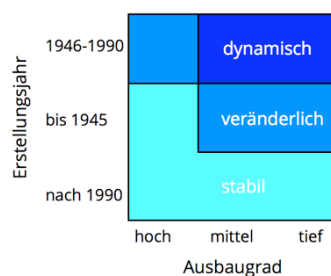 Erstellungsjahr
1946-1990
dynamisch
bis 1945
veränderlich
nach 1990
stabil
hoch mittel tief
Ausbaugrad